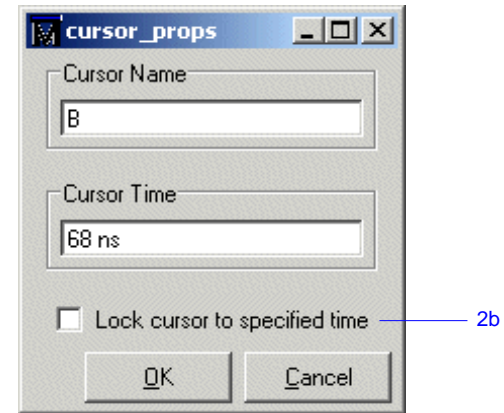 cursor_props
Cursor Name
B
Cursor Time
68 ns
Lock cursor to specified time
2b
OK
Cancel